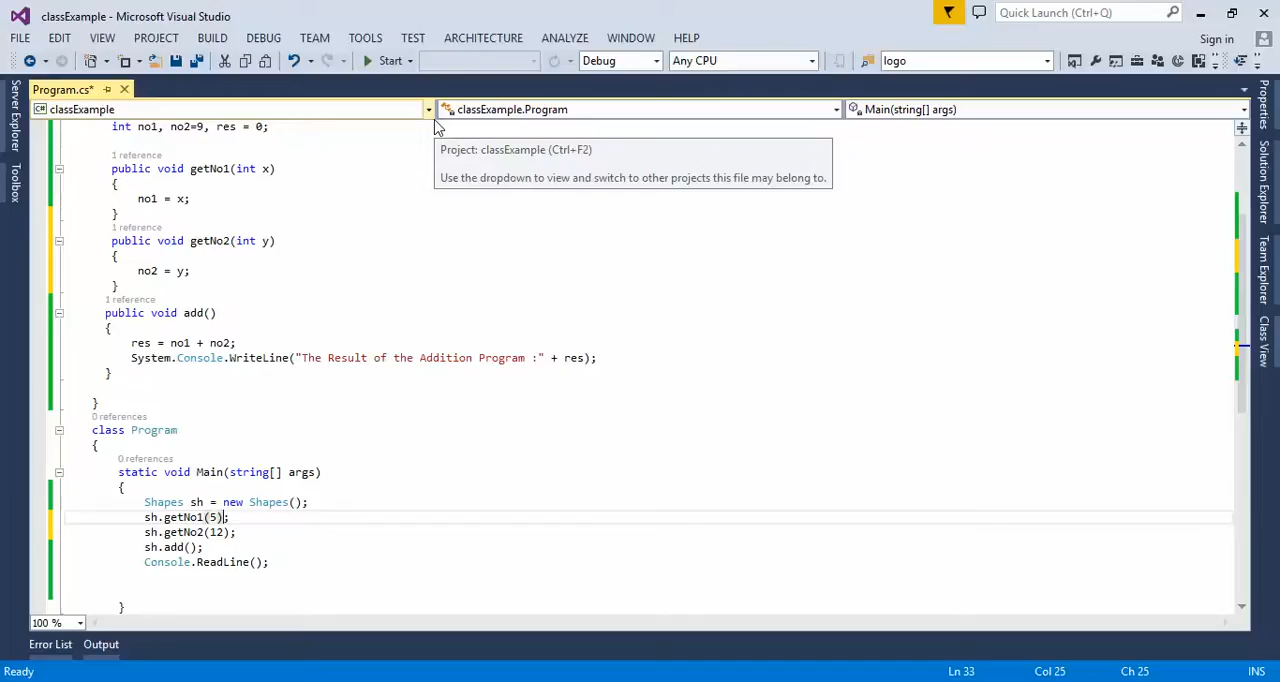 classExample - Microsoft Visual Studio
Quick Launch (Ctrl+Q)
FILE EDIT VIEW PROJECT BUILD DEBUG TEAM TOOLS TEST ARCHITECTURE ANALYZE WINDOW HELP
Sign in
Start Debug Any CPU logo
Program.cs*
classExample classExample.Program Main(string[] args)
Server Explorer
Toolbox
int no1, no2=9, res = 0;
Project: classExample (Ctrl+F2)
Use the dropdown to view and switch to other projects this file may belong to.
1 reference
public void getNo1(int x)
{
no1 = x;
}
1 reference
public void getNo2(int y)
{
no2 = y;
}
1 reference
public void add()
{
res = no1 + no2;
System.Console.WriteLine("The Result of the Addition Program :" + res);
}
}
0 references
class Program
{
0 references
static void Main(string[] args)
{
Shapes sh = new Shapes();
sh.getNo1(5);
sh.getNo2(12);
sh.add();
Console.ReadLine();
}
Properties
Solution Explorer
Team Explorer
Class View
100 %
Error List Output
Ready Ln 33 Col 25 Ch 25 INS